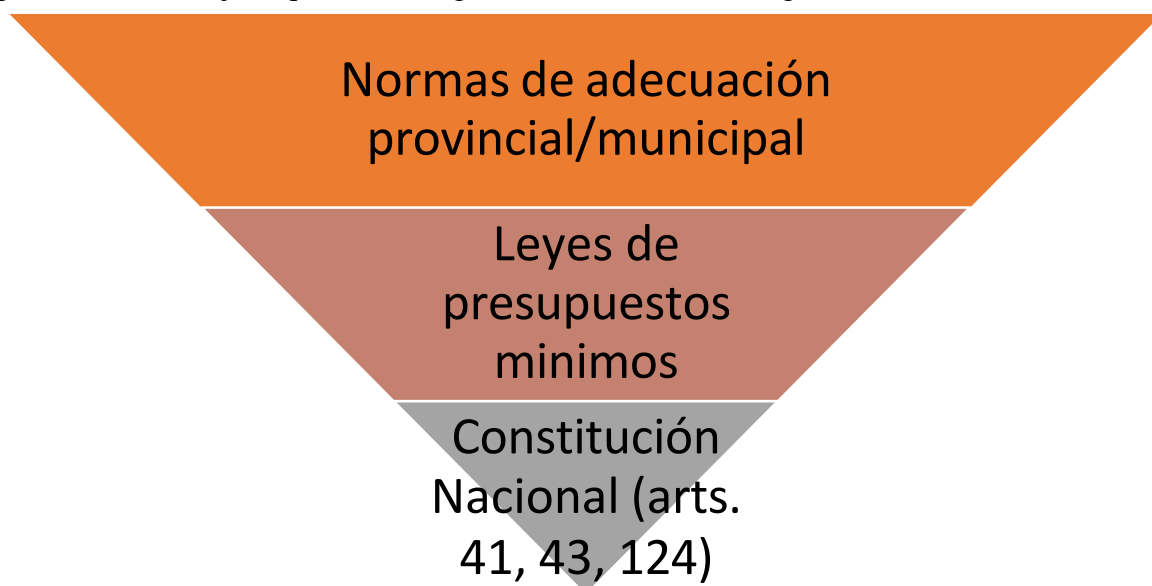 Normas de adecuación
provincial/municipal
Leyes de
presupuestos
minimos
Constitución
Nacional (arts.
41, 43, 124)